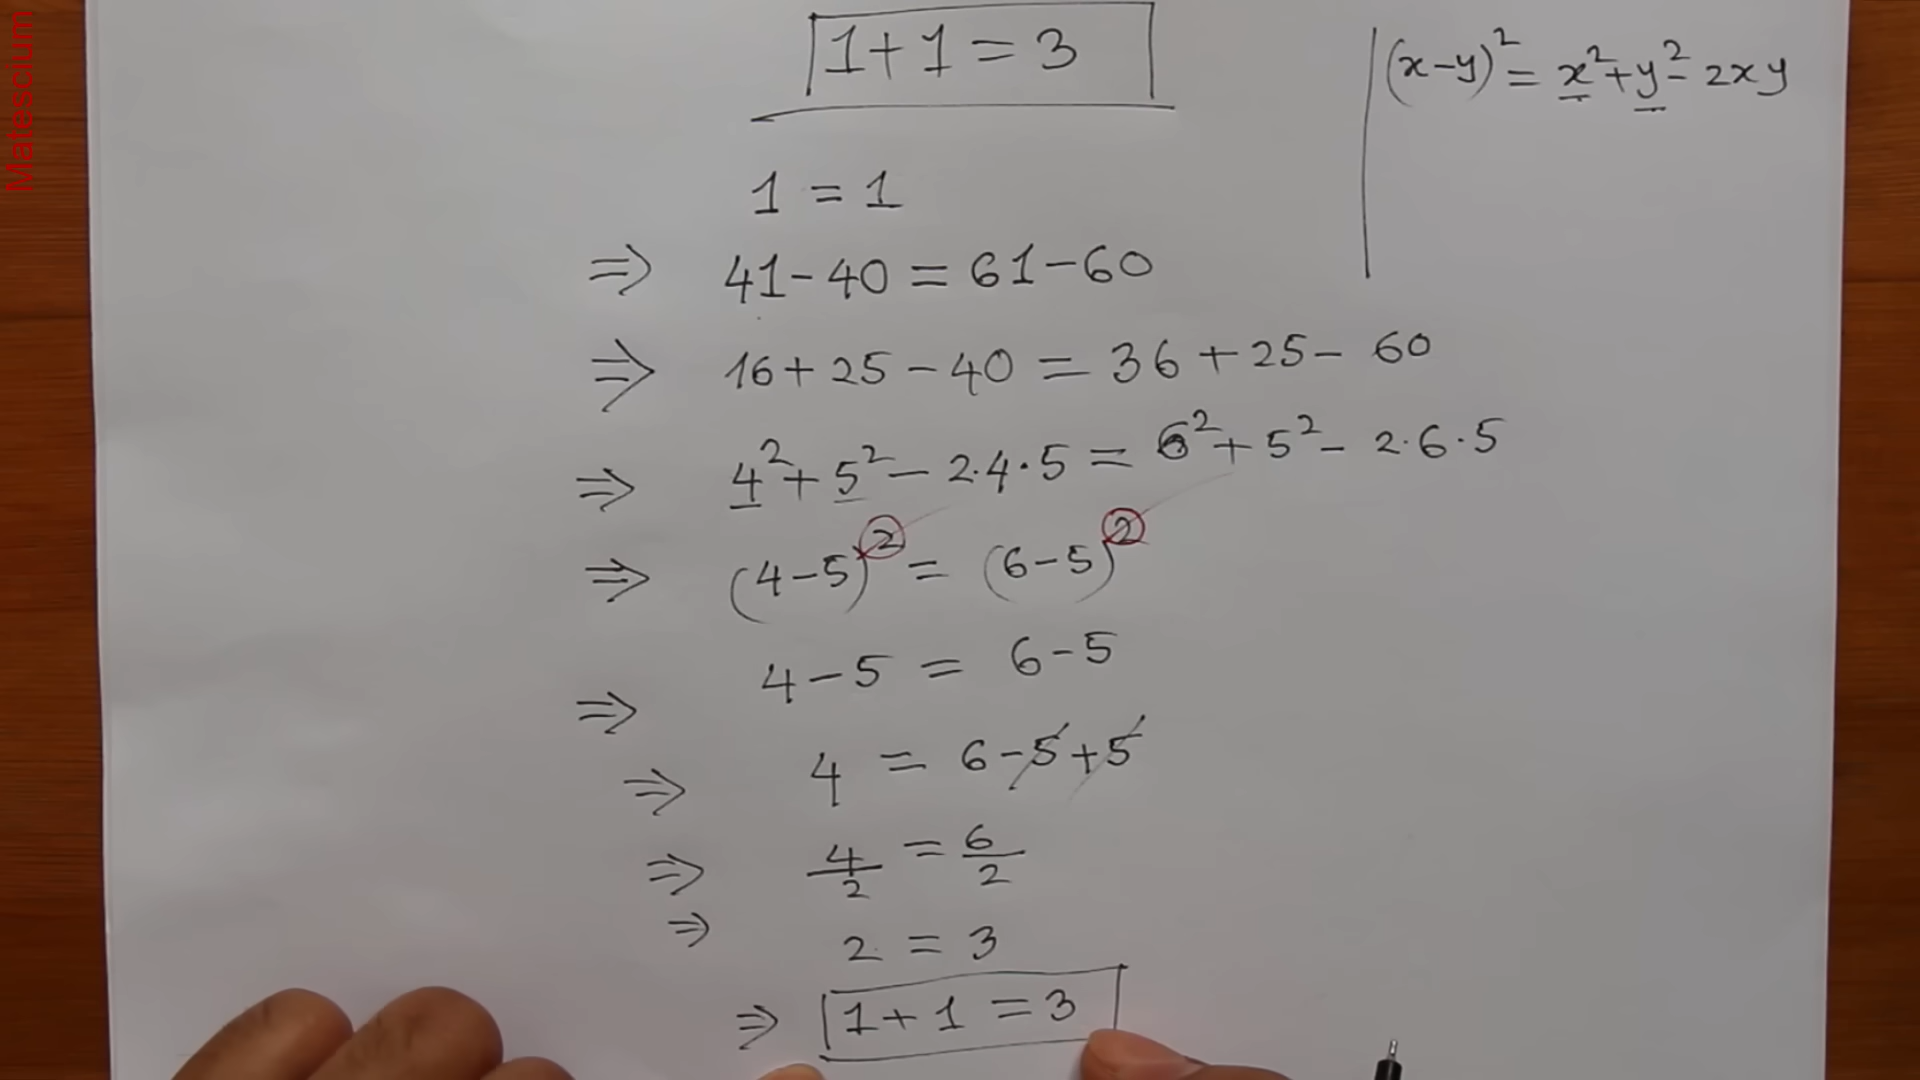 Matescium
1+1=3
(x-y)² = x²+y²-2xy
1 = 1
⇒ 41-40 = 61-60
⇒ 16+25-40 = 36+25-60
⇒ 4²+5²-2·4·5 = 6²+5²-2·6·5
⇒ (4-5)² = (6-5)²
⇒ 4-5 = 6-5
⇒ 4 = 6-5+5
⇒ 4/2 = 6/2
⇒ 2 = 3
⇒ 1+1=3